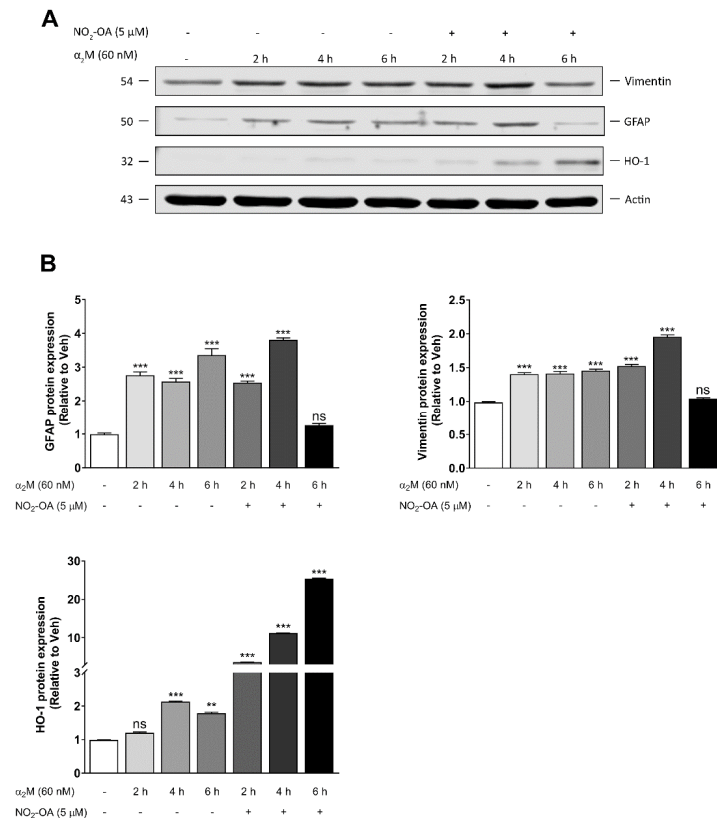 A
NO₂-OA (5 μM) - - - - + + +
α₂M (60 nM) - 2 h 4 h 6 h 2 h 4 h 6 h
54 — — Vimentin
50 — — GFAP
32 — — HO-1
43 — — Actin
B
GFAP protein expression
(Relative to Veh)
5
4
3
2
1
0
*** *** *** *** *** ns
α₂M (60 nM) - 2 h 4 h 6 h 2 h 4 h 6 h
NO₂-OA (5 μM) - - - - + + +
Vimentin protein expression
(Relative to Veh)
2.5
2.0
1.5
1.0
0.5
0.0
*** *** *** *** *** ns
α₂M (60 nM) - 2 h 4 h 6 h 2 h 4 h 6 h
NO₂-OA (5 μM) - - - - + + +
HO-1 protein expression
(Relative to Veh)
30
20
10
3
2
1
0
ns *** ** *** *** ***
α₂M (60 nM) - 2 h 4 h 6 h 2 h 4 h 6 h
NO₂-OA (5 μM) - - - - + + +